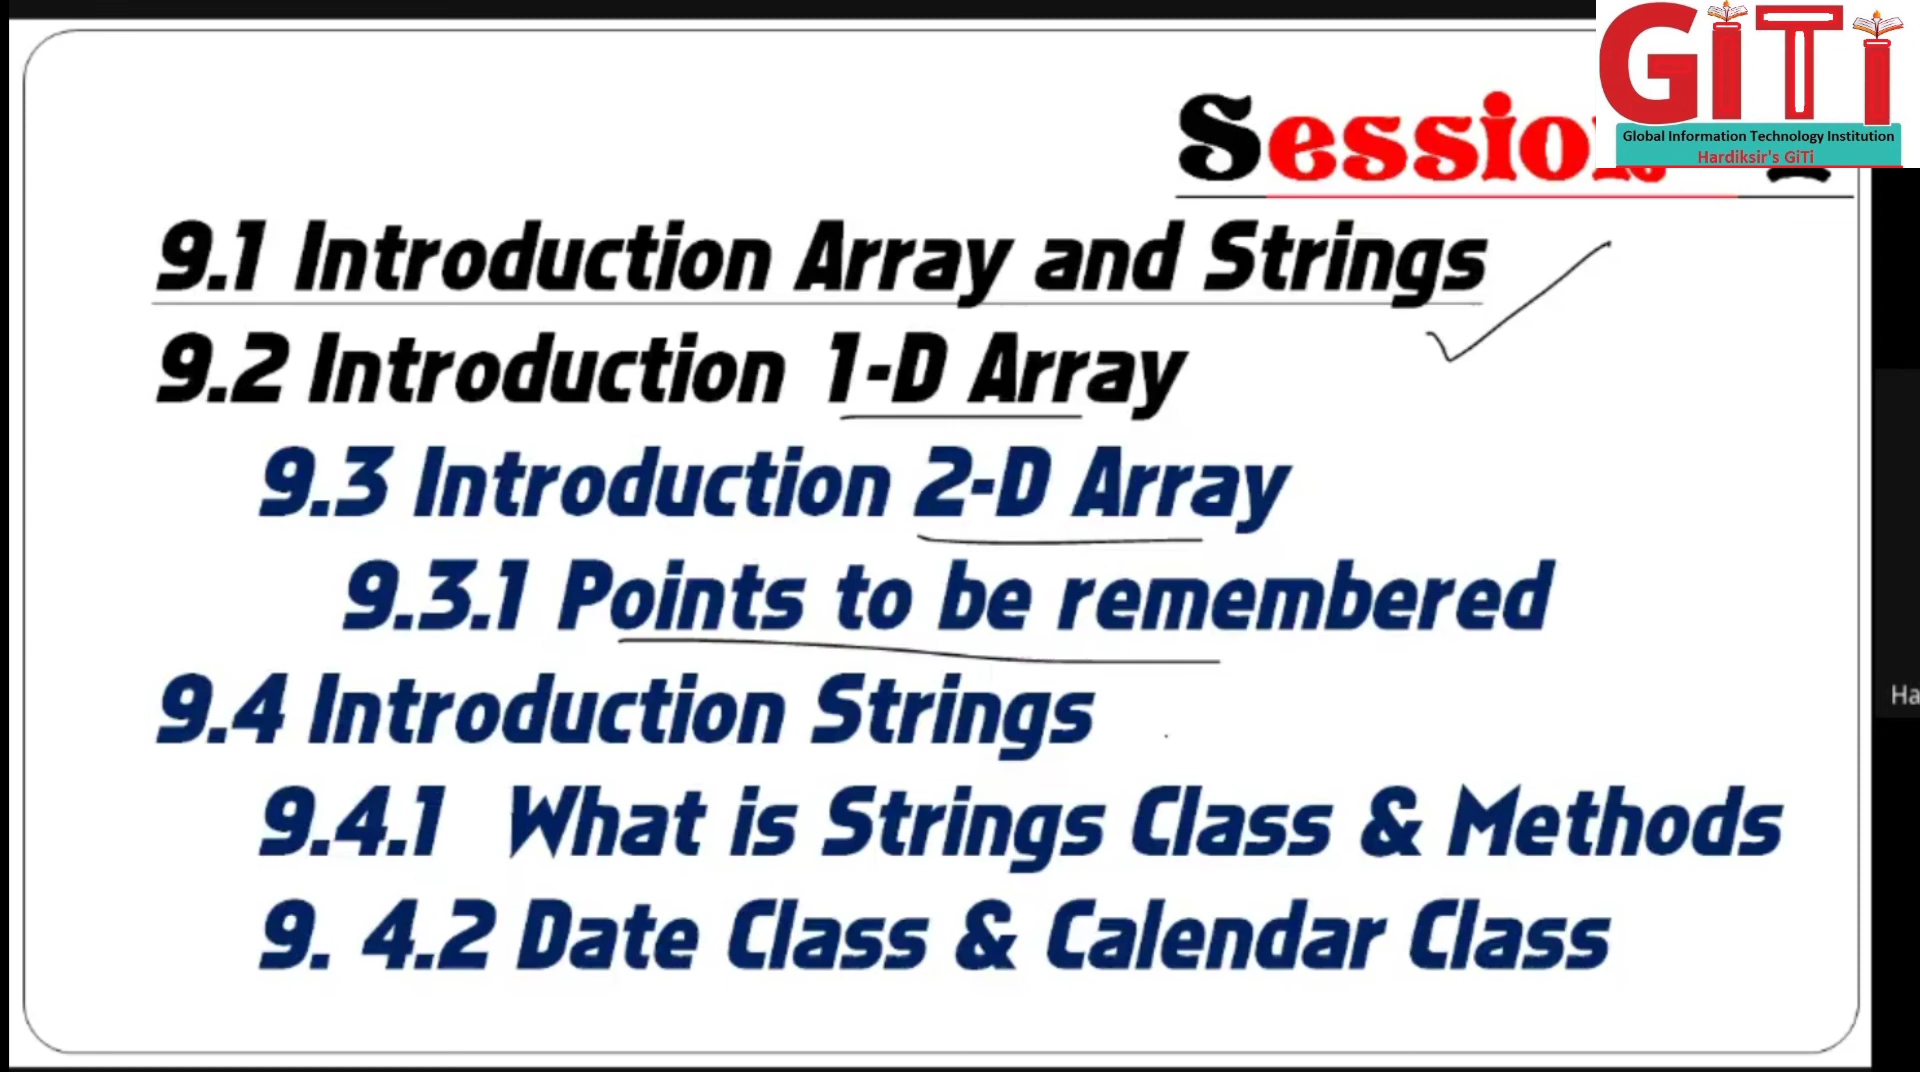 GiTi
Global Information Technology Institution
Hardiksir's GiTi
Session
9.1 Introduction Array and Strings
9.2 Introduction 1-D Array
9.3 Introduction 2-D Array
9.3.1 Points to be remembered
9.4 Introduction Strings
Ha
9.4.1 What is Strings Class & Methods
9. 4.2 Date Class & Calendar Class